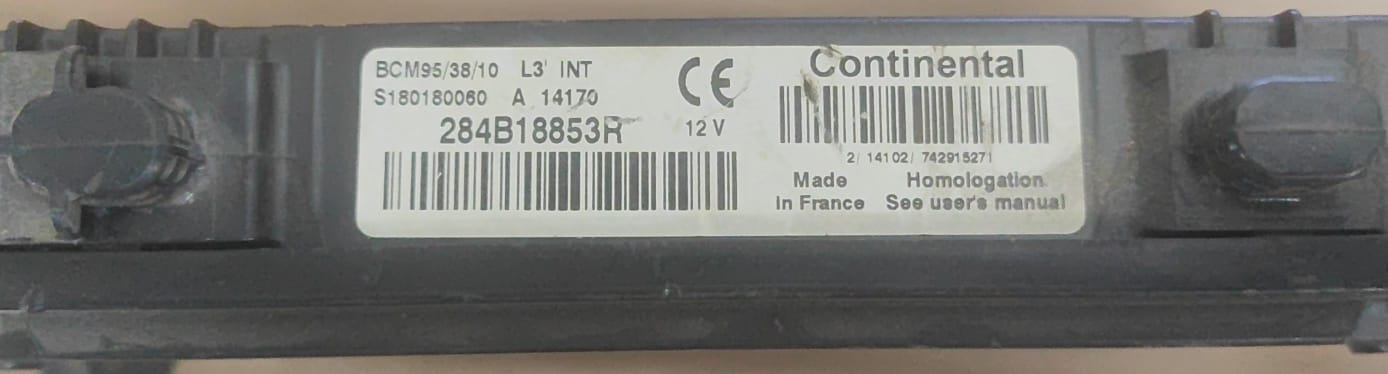 BCM95/38/10 L3' INT
S180180060 A 14170
284B18853R
CE
12 V
Continental
2/ 14102/ 742915271
Made
In France
Homologation
See user's manual